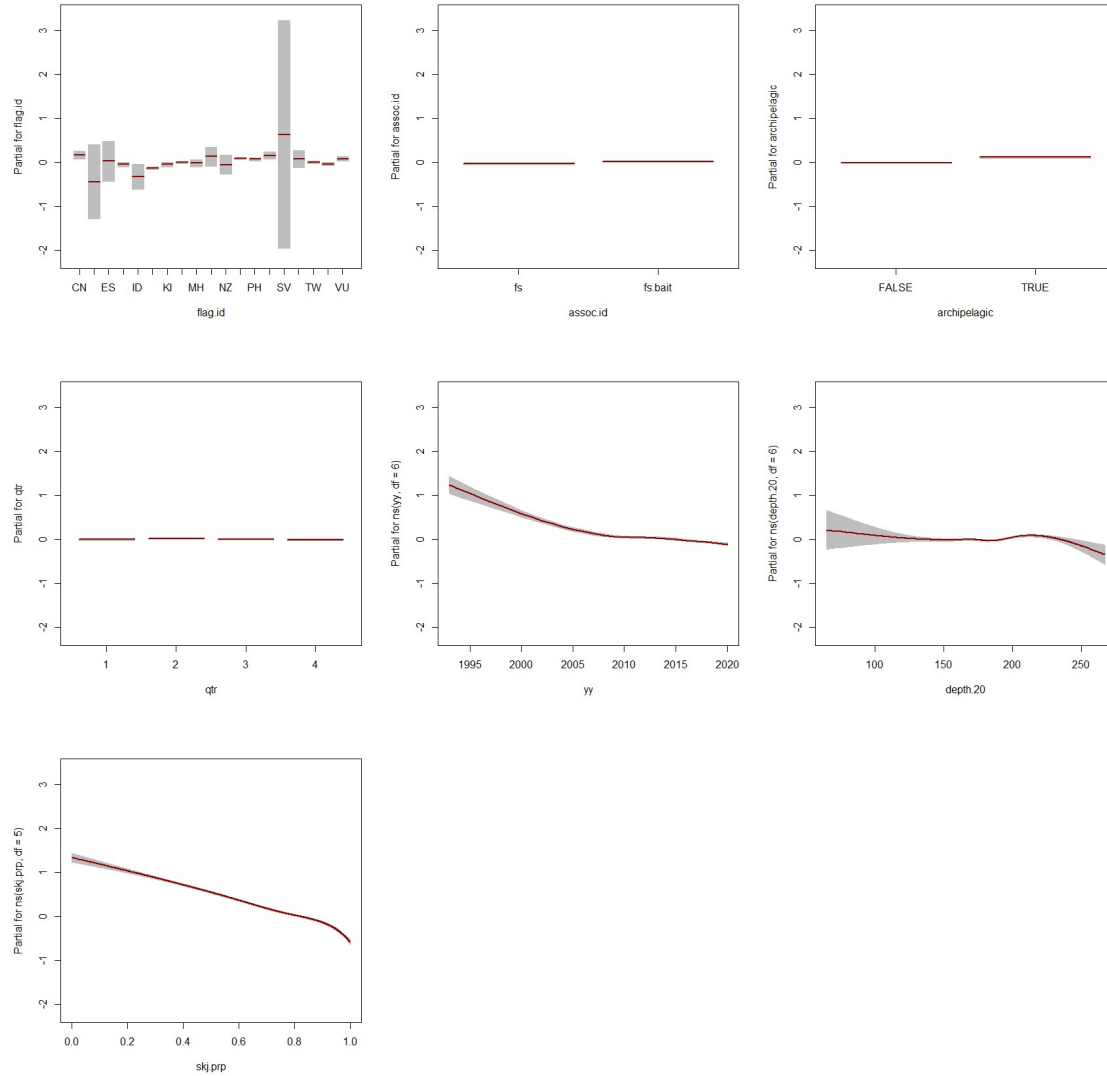 Partial for flag.id
3
2
1
0
-1
-2
CN ES ID KI MH NZ PH SV TW VU
flag.id
Partial for assoc.id
3
2
1
0
-1
-2
fs fs.bait
assoc.id
Partial for archipelagic
3
2
1
0
-1
-2
FALSE TRUE
archipelagic
Partial for qtr
3
2
1
0
-1
-2
1 2 3 4
qtr
Partial for ns(yy, df = 6)
3
2
1
0
-1
-2
1995 2000 2005 2010 2015 2020
yy
Partial for ns(depth.20, df = 6)
3
2
1
0
-1
-2
100 150 200 250
depth.20
Partial for ns(skj.prp, df = 5)
3
2
1
0
-1
-2
0.0 0.2 0.4 0.6 0.8 1.0
skj.prp